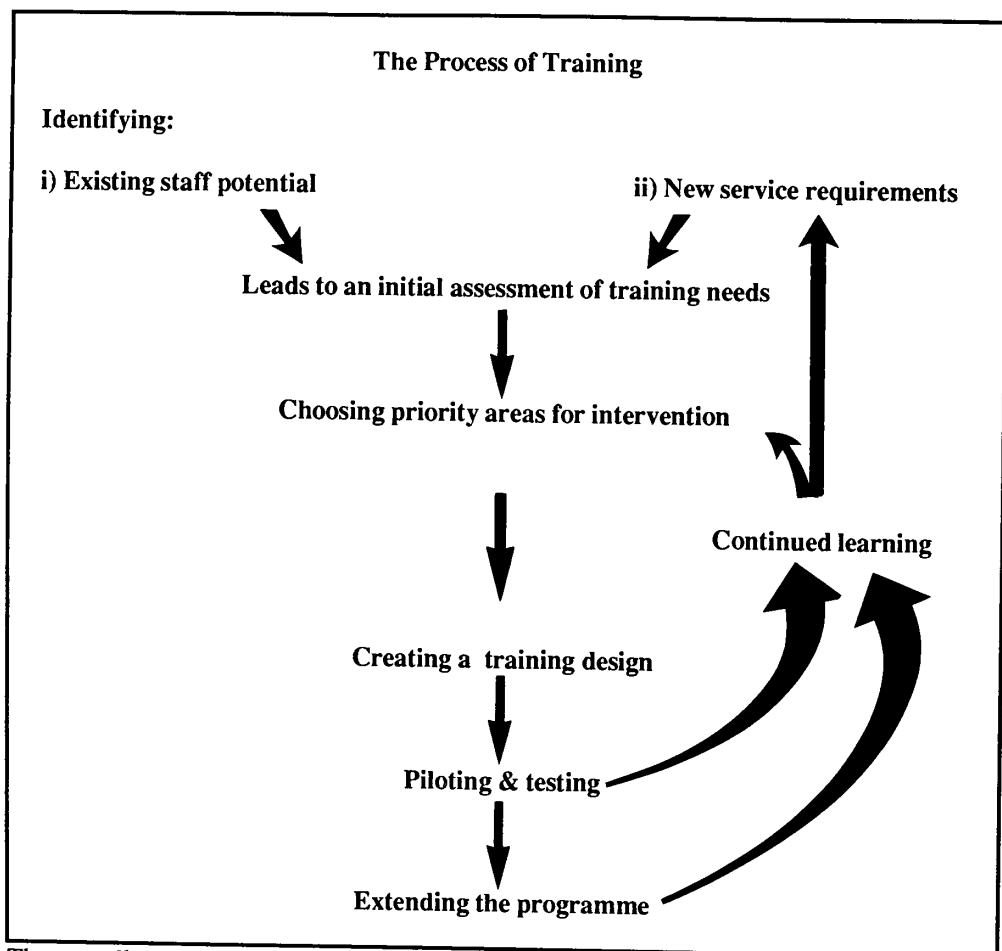 The Process of Training
Identifying:
i) Existing staff potential
ii) New service requirements
Leads to an initial assessment of training needs
Choosing priority areas for intervention
Continued learning
Creating a training design
Piloting & testing
Extending the programme